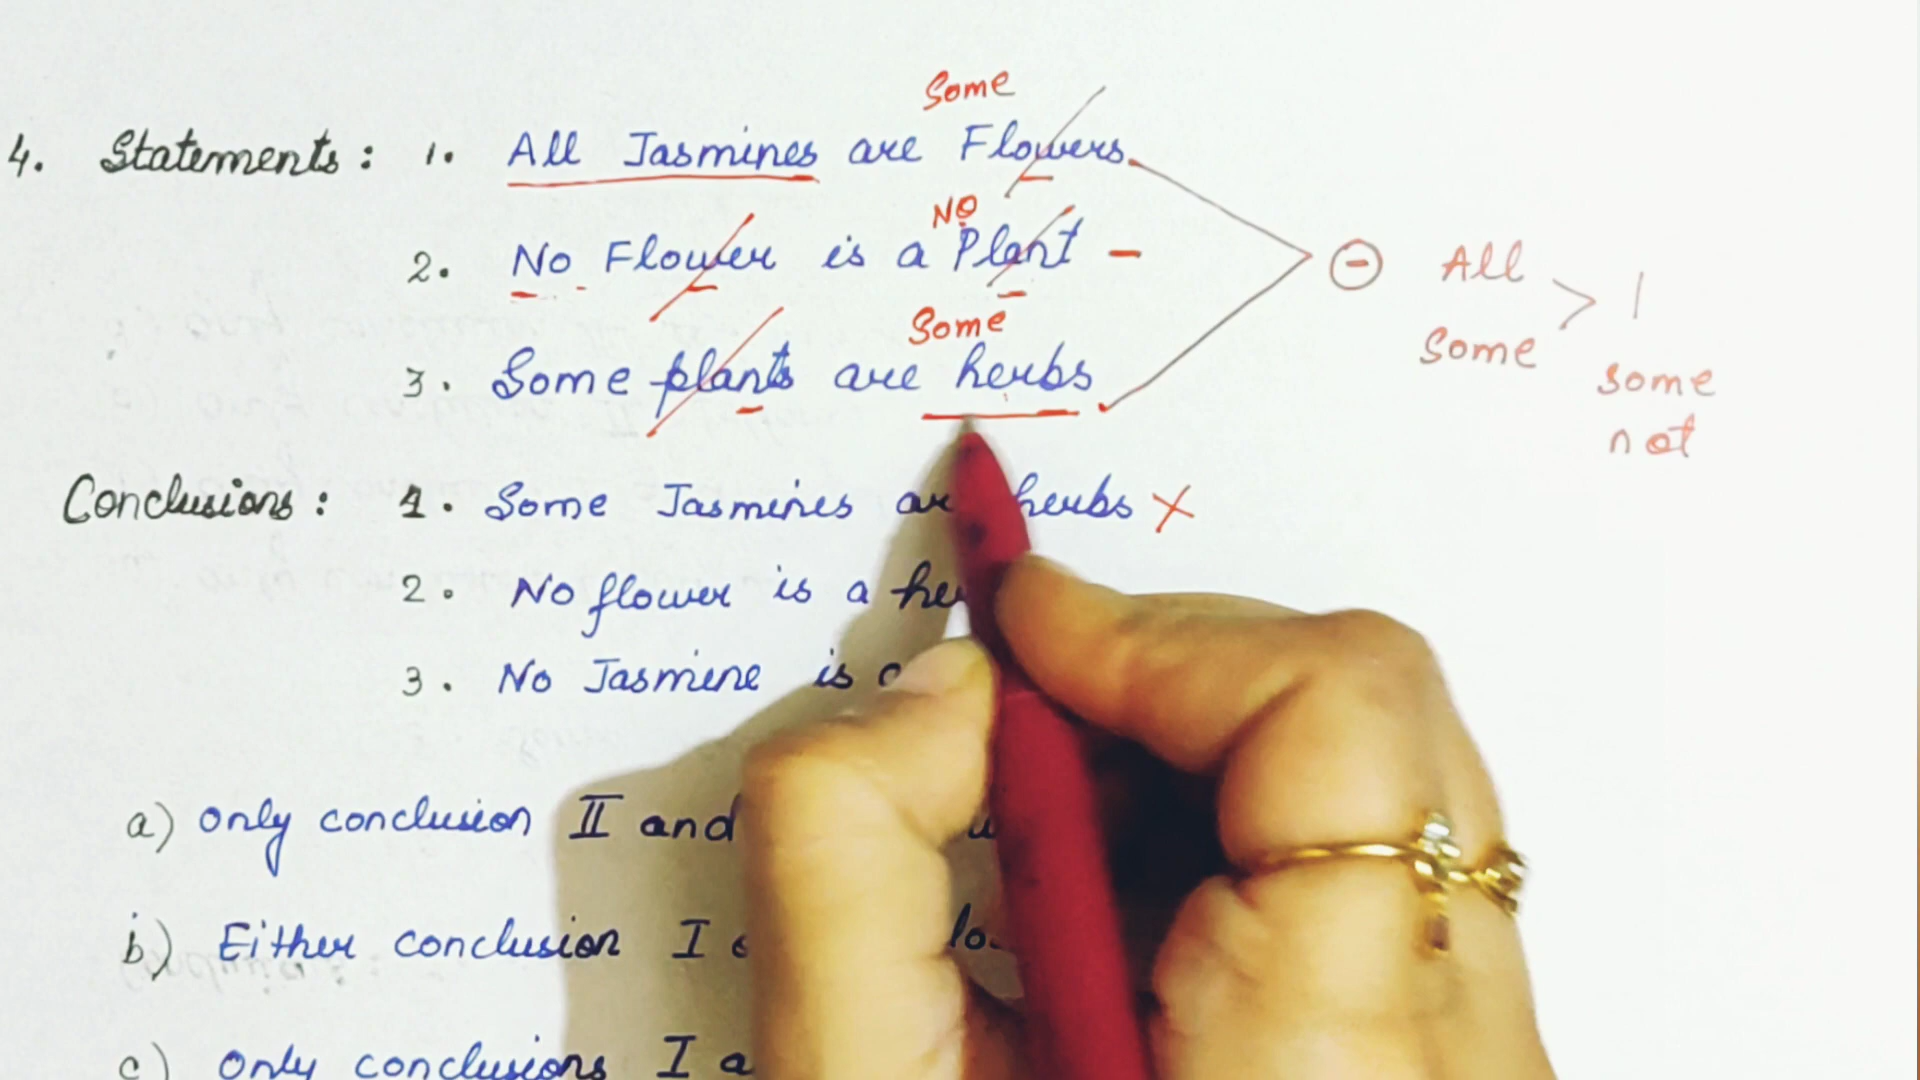 Some
4. Statements: 1. All Jasmines are Flowers.
NO
2. No Flower is a Plant -
Some
3. Some plants are herbs.
- All > 1
Some some
not
Conclusions: 1. Some Jasmines are herbs X
2. No flower is a
3. No Jasmine is
a) only conclusion II and
b) Either conclusion I
c) only conclusions I